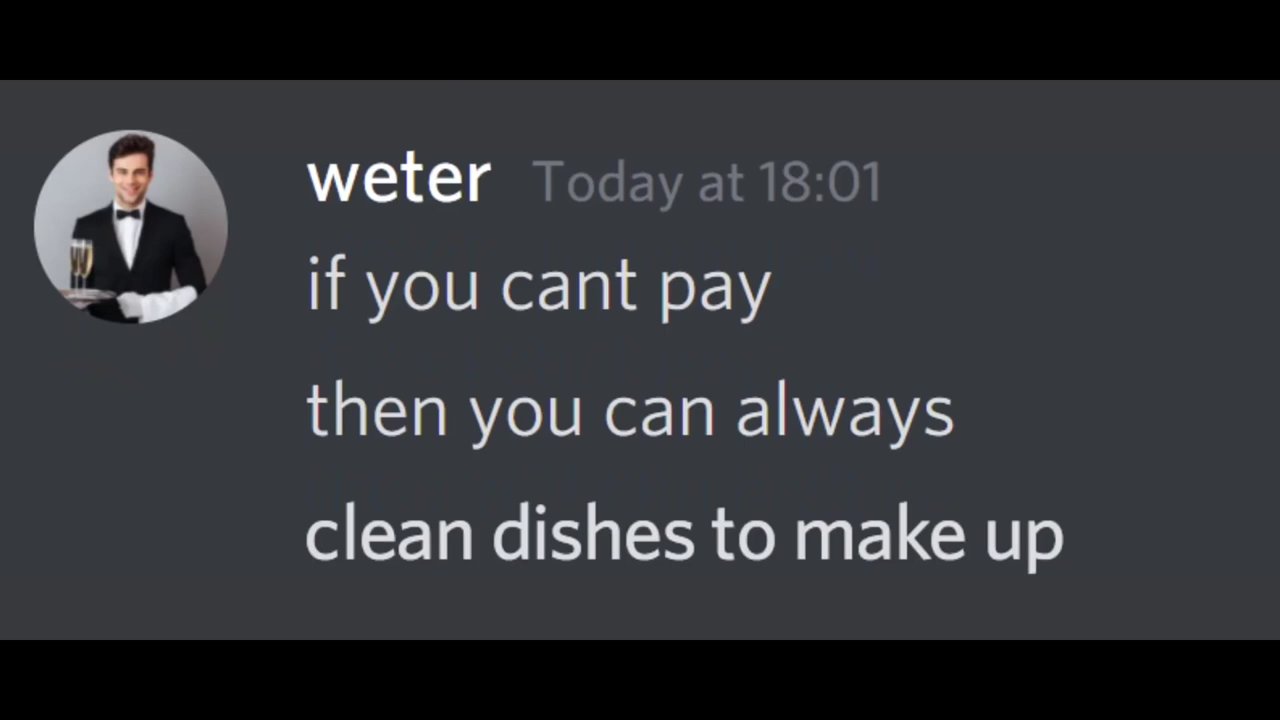 weter Today at 18:01
if you cant pay
then you can always
clean dishes to make up